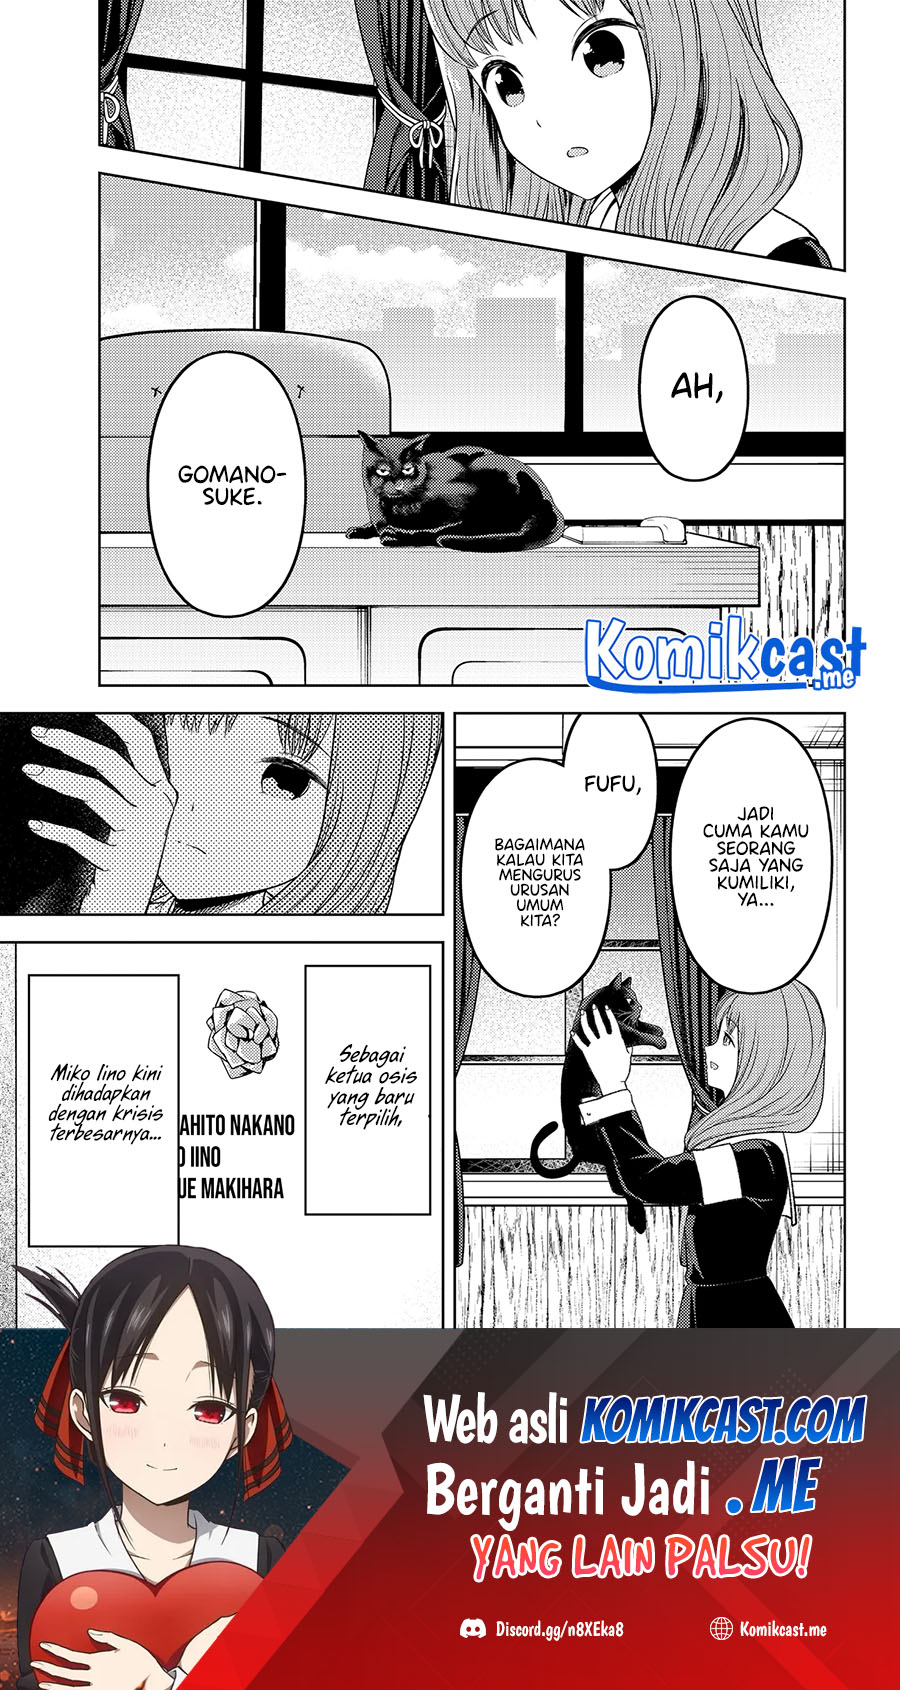 AH,
GOMANO-
SUKE.
Komikcast
.me
JADI
CUMA KAMU
SEORANG
SAJA YANG
KUMILIKI,
YA...
FUFU,
BAGAIMANA
KALAU KITA
MENGURUS
URUSAN
UMUM
KITA?
Sebagai
ketua osis
yang baru
terpilih,
AHITO NAKANO
O IINO
UE MAKIHARA
Miko Iino kini
dihadapkan
dengan krisis
terbesarnya...
Web asli KOMIKCAST.COM
Berganti Jadi .ME
YANG LAIN PALSU!
Discord.gg/n8XEka8
Komikcast.me